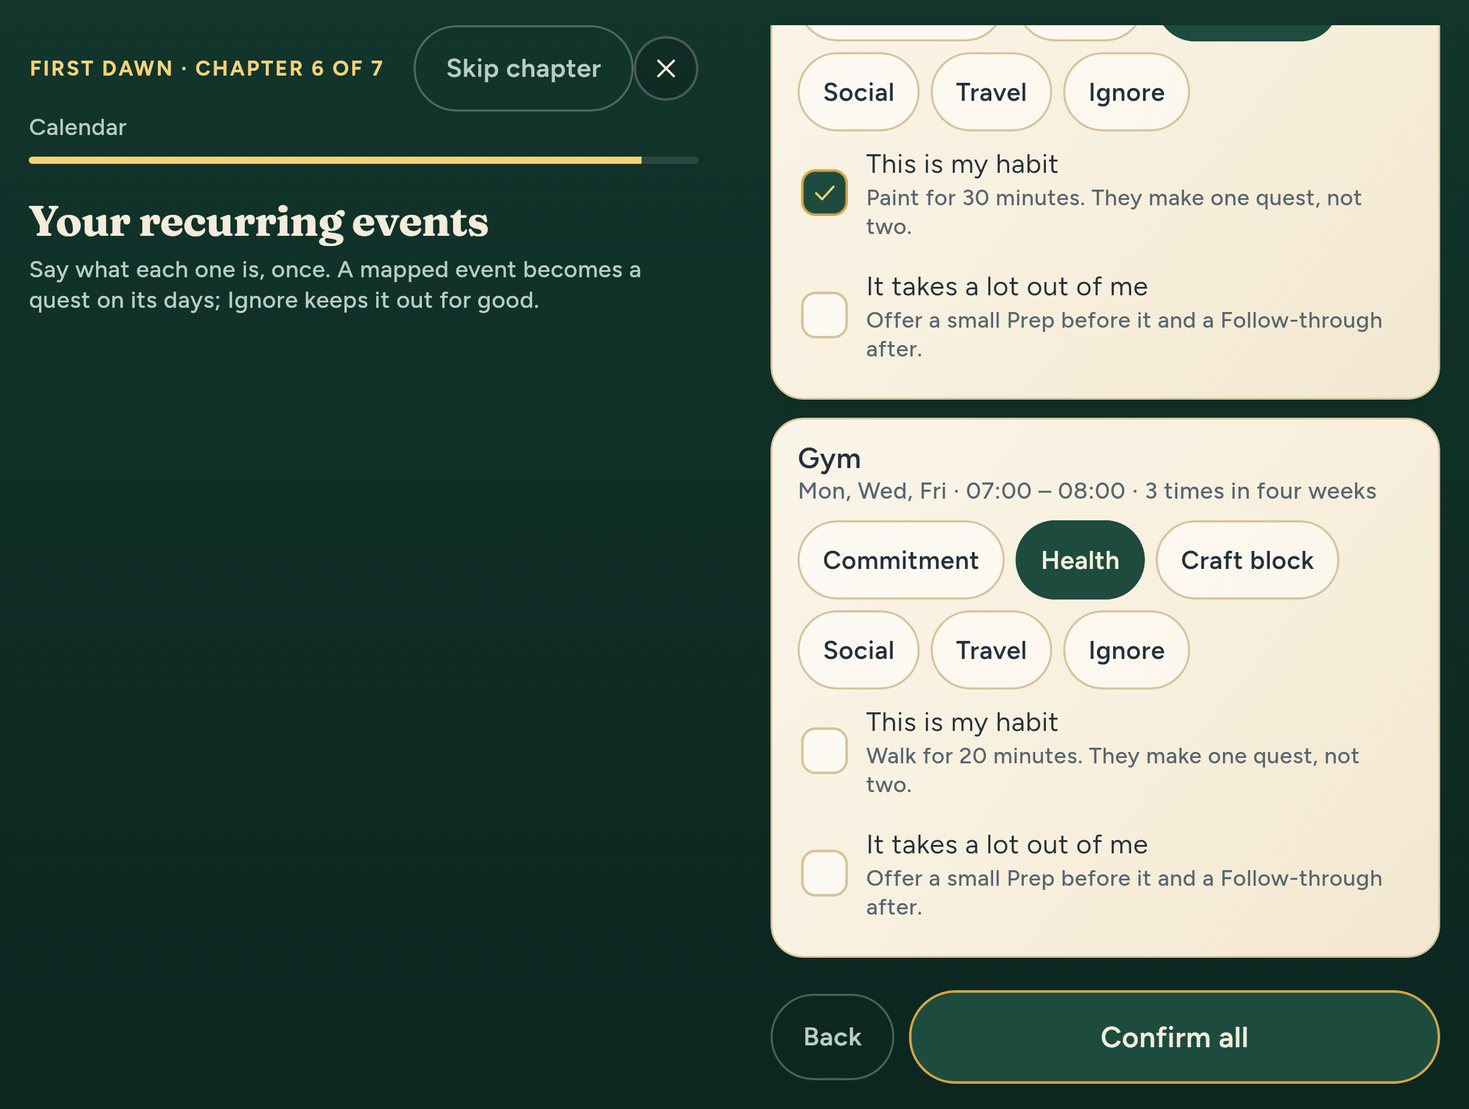 FIRST DAWN · CHAPTER 6 OF 7
Skip chapter
Calendar
Your recurring events
Say what each one is, once. A mapped event becomes a
quest on its days; Ignore keeps it out for good.
Social
Travel
Ignore
This is my habit
Paint for 30 minutes. They make one quest, not
two.
It takes a lot out of me
Offer a small Prep before it and a Follow-through
after.
Gym
Mon, Wed, Fri · 07:00 – 08:00 · 3 times in four weeks
Commitment
Health
Craft block
Social
Travel
Ignore
This is my habit
Walk for 20 minutes. They make one quest, not
two.
It takes a lot out of me
Offer a small Prep before it and a Follow-through
after.
Back
Confirm all